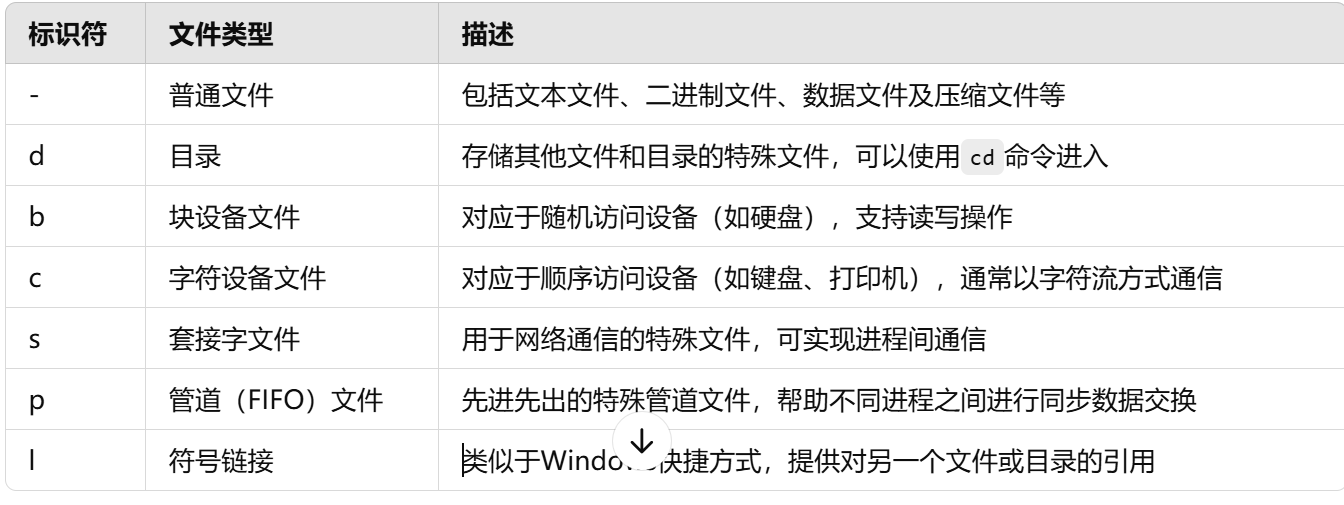 标识符 文件类型 描述
- 普通文件 包括文本文件、二进制文件、数据文件及压缩文件等
d 目录 存储其他文件和目录的特殊文件，可以使用 cd 命令进入
b 块设备文件 对应于随机访问设备（如硬盘），支持读写操作
c 字符设备文件 对应于顺序访问设备（如键盘、打印机），通常以字符流方式通信
s 套接字文件 用于网络通信的特殊文件，可实现进程间通信
p 管道（FIFO）文件 先进先出的特殊管道文件，帮助不同进程之间进行同步数据交换
l 符号链接 类似于Windows快捷方式，提供对另一个文件或目录的引用